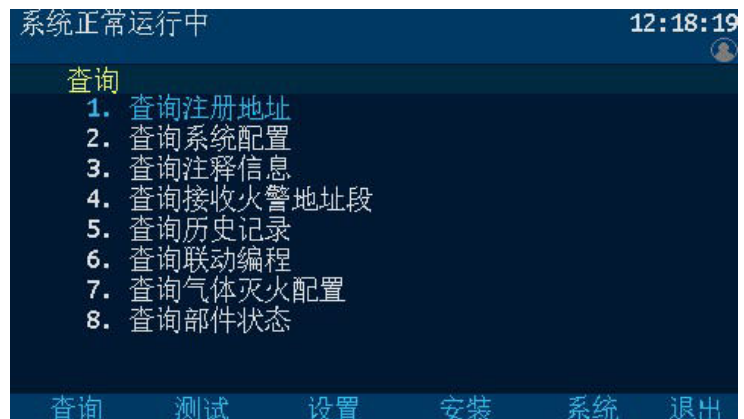 系统正常运行中 12:18:19
查询
1. 查询注册地址
2. 查询系统配置
3. 查询注释信息
4. 查询接收火警地址段
5. 查询历史记录
6. 查询联动编程
7. 查询气体灭火配置
8. 查询部件状态
查询 测试 设置 安装 系统 退出